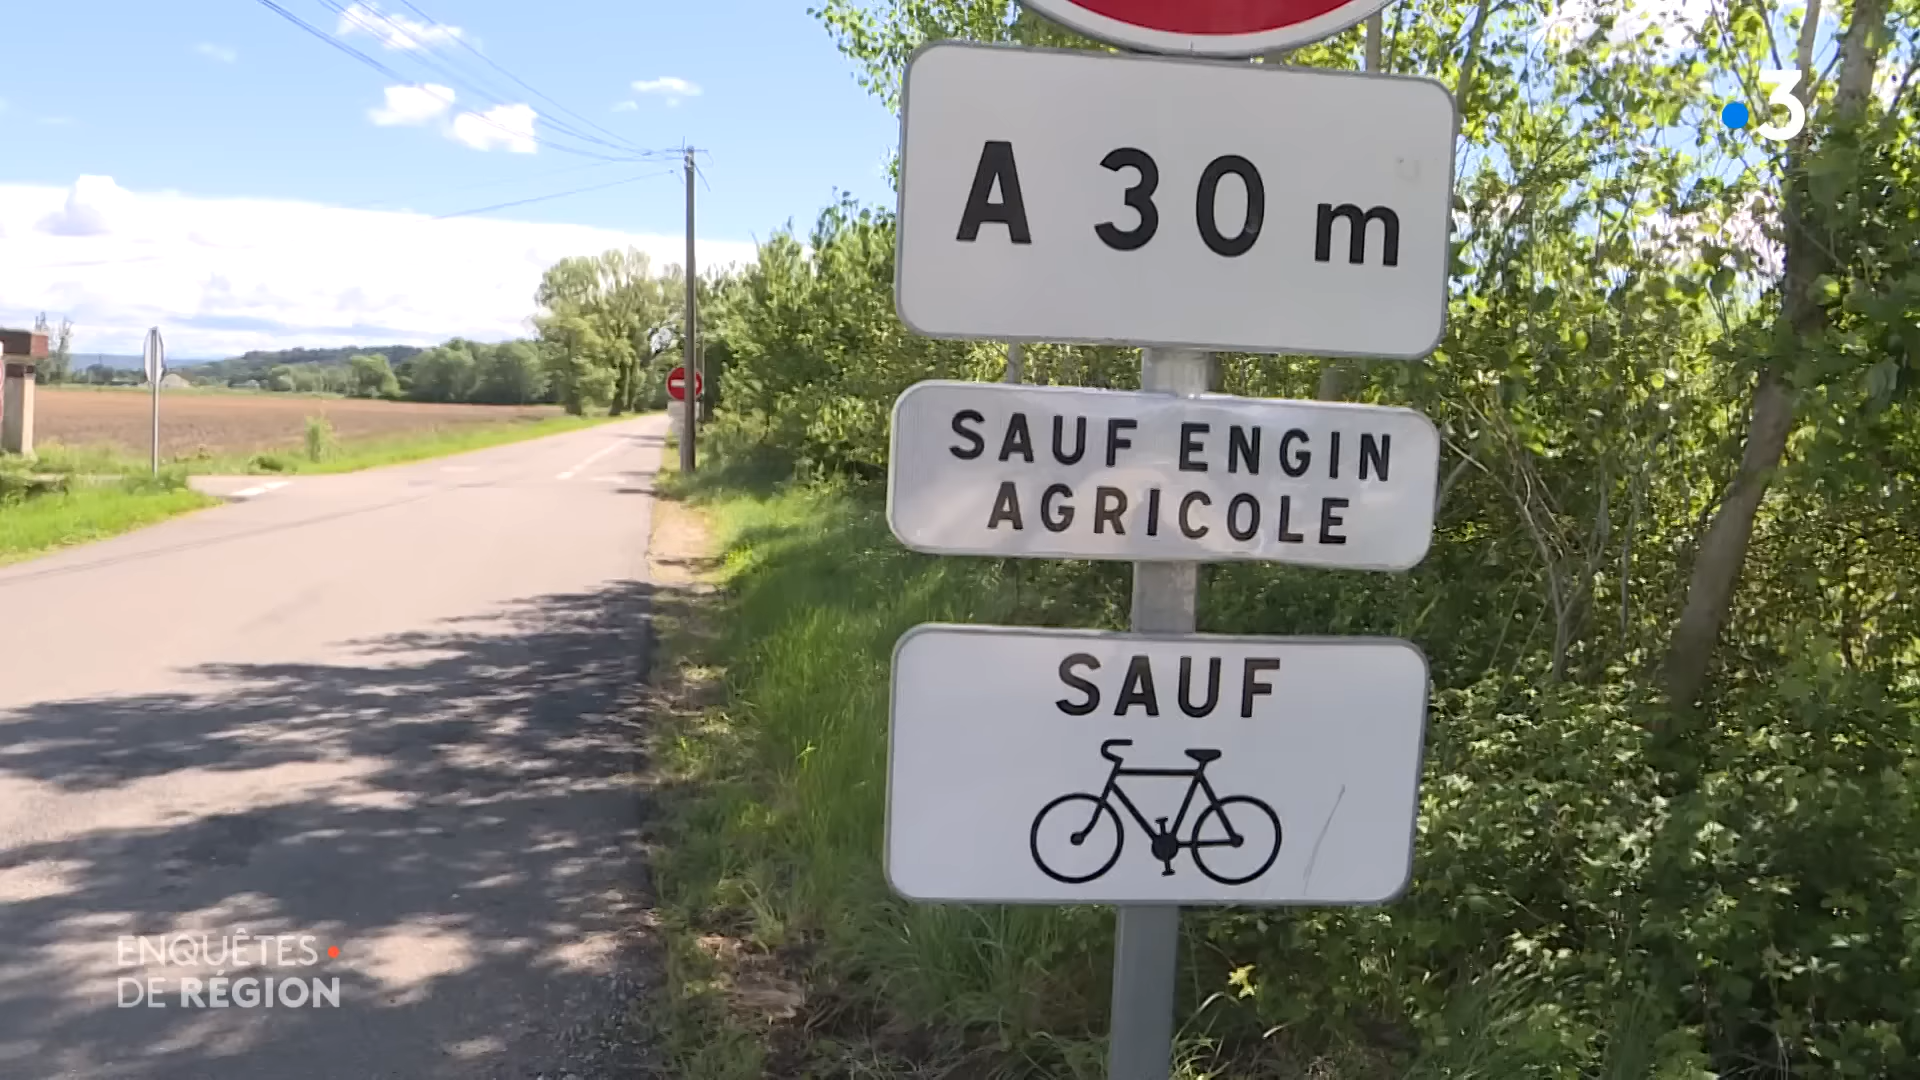 A 30 m
SAUF ENGIN
AGRICOLE
SAUF
3
ENQUÊTES
DE RÉGION